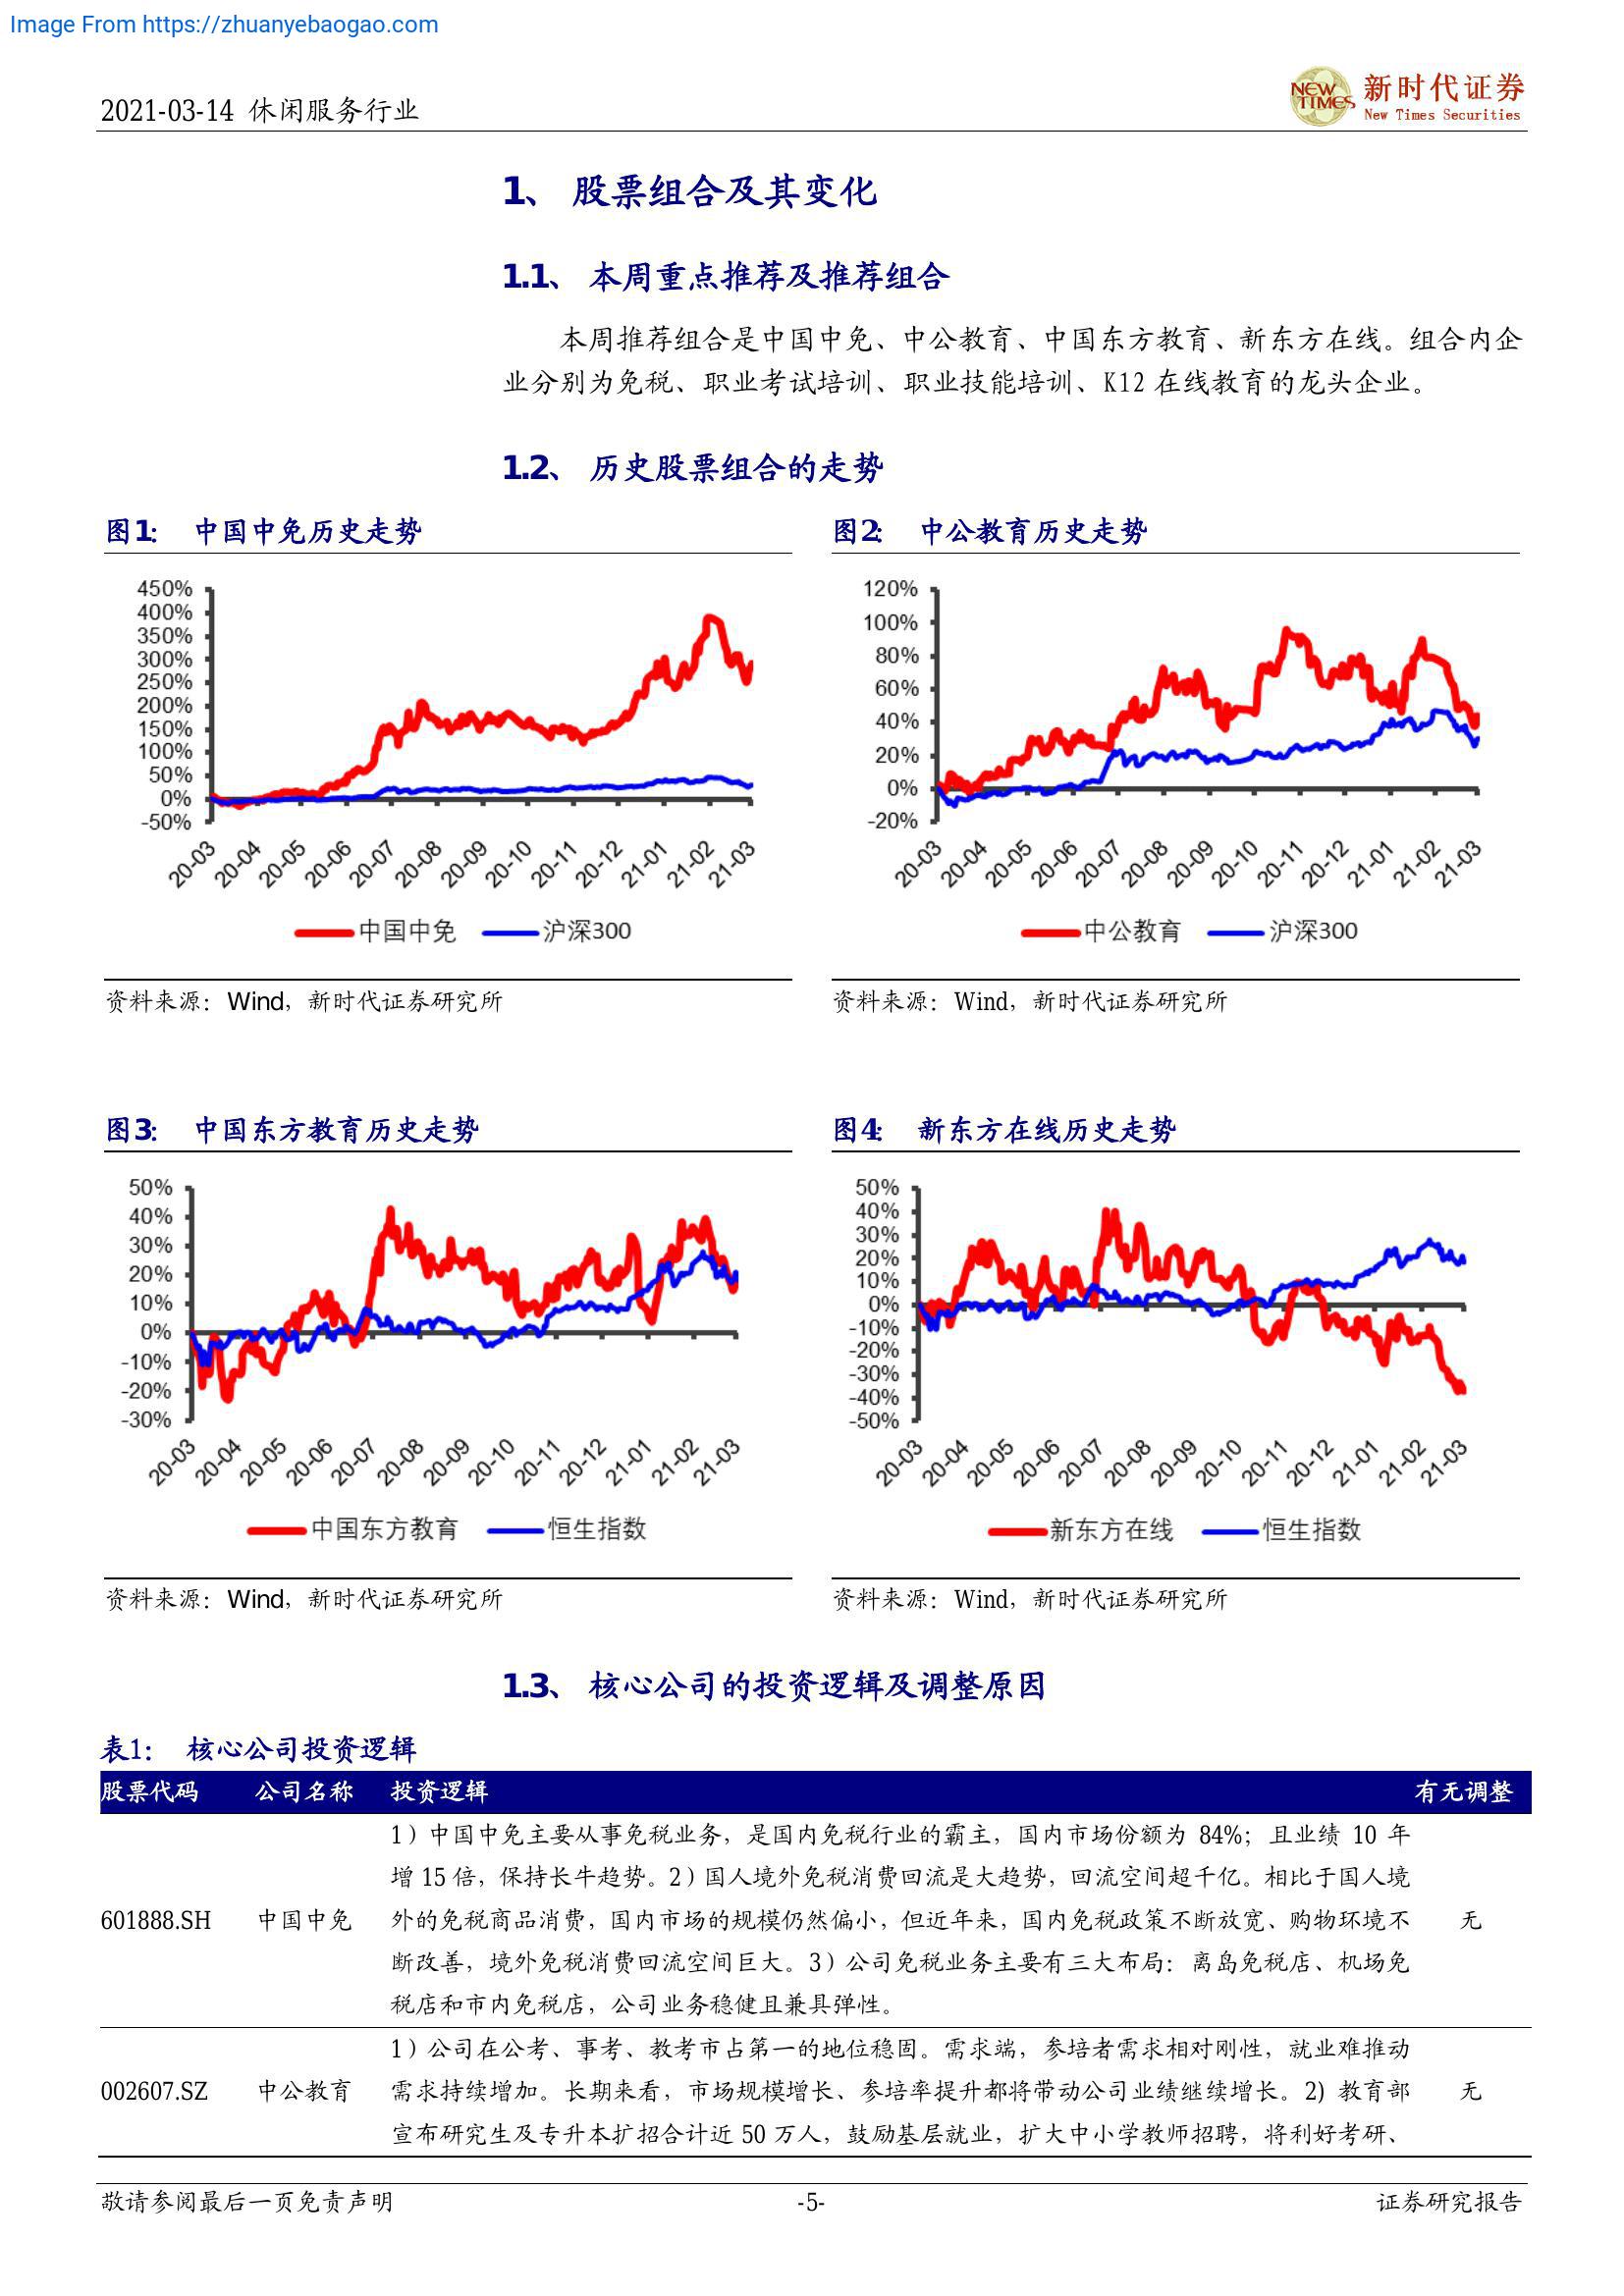 Image From https://zhuanyebaogao.com
2021-03-14 休闲服务行业
NEW TIMES
新时代证券
New Times Securities
1、 股票组合及其变化
1.1、 本周重点推荐及推荐组合
本周推荐组合是中国中免、中公教育、中国东方教育、新东方在线。组合内企
业分别为免税、职业考试培训、职业技能培训、K12 在线教育的龙头企业。
1.2、 历史股票组合的走势
图1: 中国中免历史走势
450%
400%
350%
300%
250%
200%
150%
100%
50%
0%
-50%
20-03 20-04 20-05 20-06 20-07 20-08 20-09 20-10 20-11 20-12 21-01 21-02 21-03
中国中免 沪深300
资料来源：Wind，新时代证券研究所
图2: 中公教育历史走势
120%
100%
80%
60%
40%
20%
0%
-20%
20-03 20-04 20-05 20-06 20-07 20-08 20-09 20-10 20-11 20-12 21-01 21-02 21-03
中公教育 沪深300
资料来源：Wind，新时代证券研究所
图3: 中国东方教育历史走势
50%
40%
30%
20%
10%
0%
-10%
-20%
-30%
20-03 20-04 20-05 20-06 20-07 20-08 20-09 20-10 20-11 20-12 21-01 21-02 21-03
中国东方教育 恒生指数
资料来源：Wind，新时代证券研究所
图4: 新东方在线历史走势
50%
40%
30%
20%
10%
0%
-10%
-20%
-30%
-40%
-50%
20-03 20-04 20-05 20-06 20-07 20-08 20-09 20-10 20-11 20-12 21-01 21-02 21-03
新东方在线 恒生指数
资料来源：Wind，新时代证券研究所
1.3、 核心公司的投资逻辑及调整原因
表1: 核心公司投资逻辑
股票代码 公司名称 投资逻辑 有无调整
1）中国中免主要从事免税业务，是国内免税行业的霸主，国内市场份额为 84%；且业绩 10 年
增 15 倍，保持长牛趋势。2）国人境外免税消费回流是大趋势，回流空间超千亿。相比于国人境
601888.SH 中国中免 外的免税商品消费，国内市场的规模仍然偏小，但近年来，国内免税政策不断放宽、购物环境不 无
断改善，境外免税消费回流空间巨大。3）公司免税业务主要有三大布局：离岛免税店、机场免
税店和市内免税店，公司业务稳健且兼具弹性。
1）公司在公考、事考、教考市占第一的地位稳固。需求端，参培者需求相对刚性，就业难推动
002607.SZ 中公教育 需求持续增加。长期来看，市场规模增长、参培率提升都将带动公司业绩继续增长。2) 教育部 无
宣布研究生及专升本扩招合计近 50 万人，鼓励基层就业，扩大中小学教师招聘，将利好考研、
敬请参阅最后一页免责声明 -5- 证券研究报告